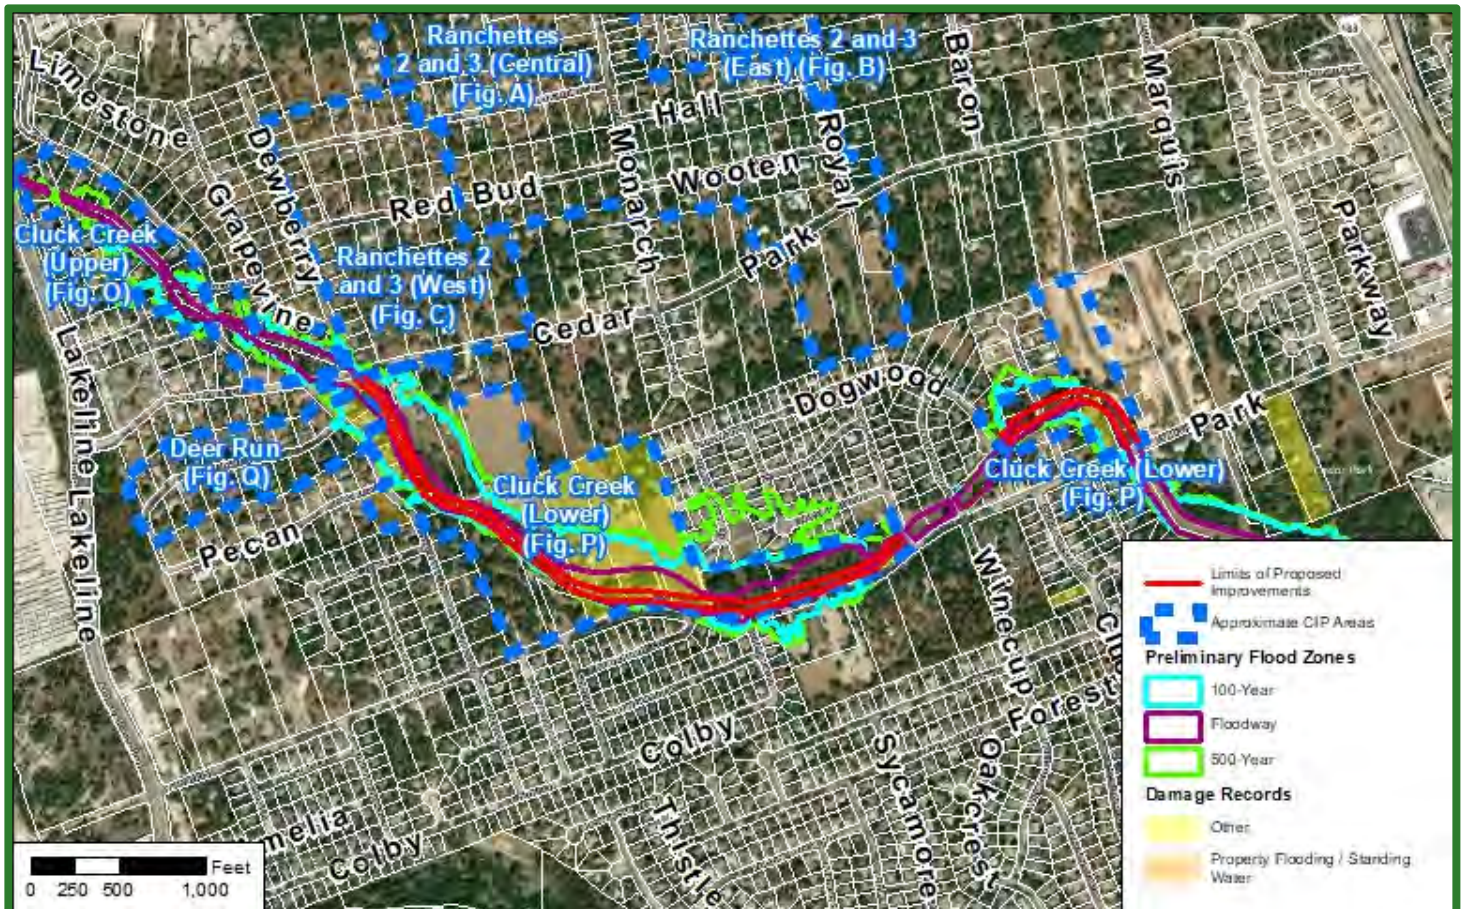 Ranchettes
2 and 3 (Central)
(Fig. A)
Ranchettes 2 and 3
(East) (Fig. B)
Baron
Marquis
Limestone
Hall
Dewberry
Monarch
Royal
Wooten
Red Bud
Grapevine
Parkway
Cluck Creek
(Upper)
(Fig. O)
Ranchettes 2
and 3 (West)
(Fig. C)
Park
Cedar
Lakeline
Lakeline
Dogwood
Park
Cedar Park
Deer Run
(Fig. Q)
Cluck Creek
(Lower)
(Fig. P)
Cluck Creek (Lower)
(Fig. P)
Pecan
Winecup
Cluc
Forest
Colby
Sycamore
Oakcrest
Thistle
melia
Colby
Limits of Proposed
Improvements
Approximate CIP Areas
Preliminary Flood Zones
100-Year
Floodway
500-Year
Damage Records
Other
Property Flooding / Standing
Water
Feet
0 250 500 1,000